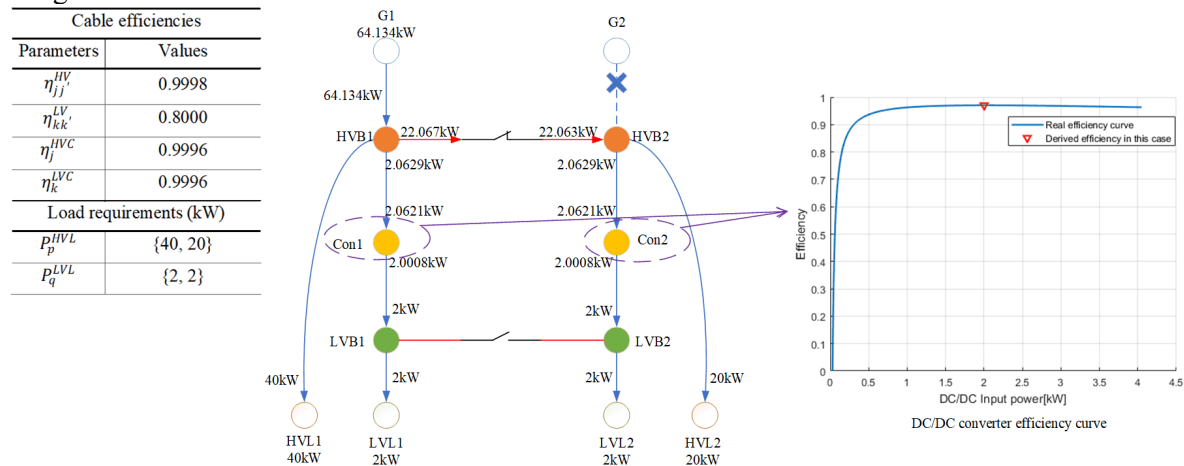 Cable efficiencies
Parameters Values
η_{jj'}^{HV} 0.9998
η_{kk'}^{LV} 0.8000
η_j^{HVC} 0.9996
η_k^{LVC} 0.9996
Load requirements (kW)
P_p^{HVL} {40, 20}
P_q^{LVL} {2, 2}
G1
64.134kW
G2
64.134kW
HVB1
22.067kW
22.063kW
HVB2
2.0629kW
2.0629kW
2.0621kW
2.0621kW
Con1
Con2
2.0008kW
2.0008kW
2kW
2kW
LVB1
LVB2
40kW
2kW
2kW
20kW
HVL1
40kW
LVL1
2kW
LVL2
2kW
HVL2
20kW
Real efficiency curve
Derived efficiency in this case
Efficiency
1
0.9
0.8
0.7
0.6
0.5
0.4
0.3
0.2
0.1
0
0 0.5 1 1.5 2 2.5 3 3.5 4 4.5
DC/DC Input power[kW]
DC/DC converter efficiency curve